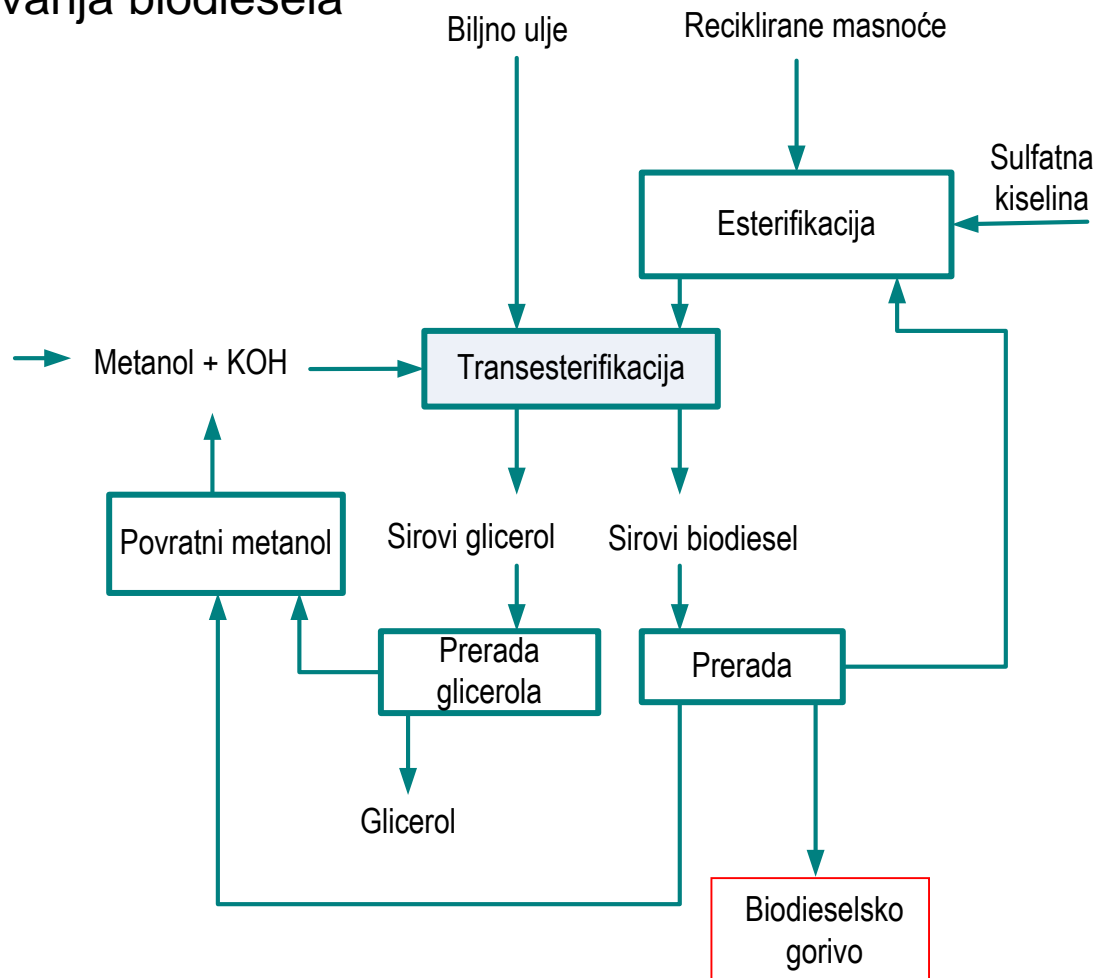 vanja biodiesela
Biljno ulje
Reciklirane masnoće
Sulfatna
kiselina
Esterifikacija
Metanol + KOH
Transesterifikacija
Povratni metanol
Sirovi glicerol
Sirovi biodiesel
Prerada
glicerola
Prerada
Glicerol
Biodieselsko
gorivo